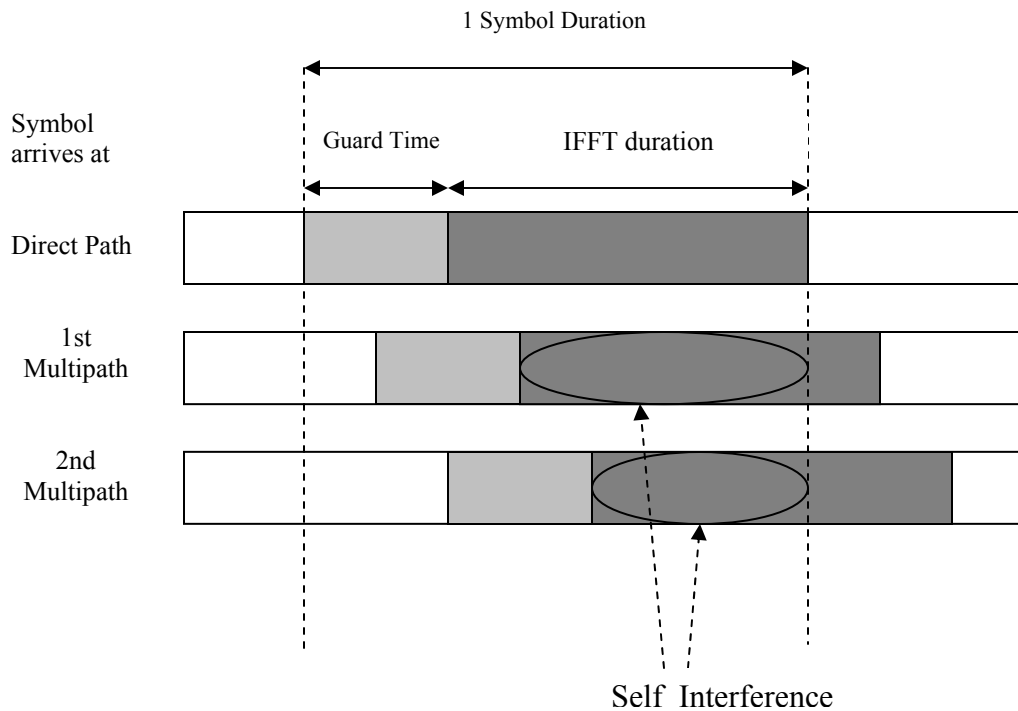 1 Symbol Duration
Symbol
arrives at
Guard Time
IFFT duration
Direct Path
1st
Multipath
2nd
Multipath
Self Interference